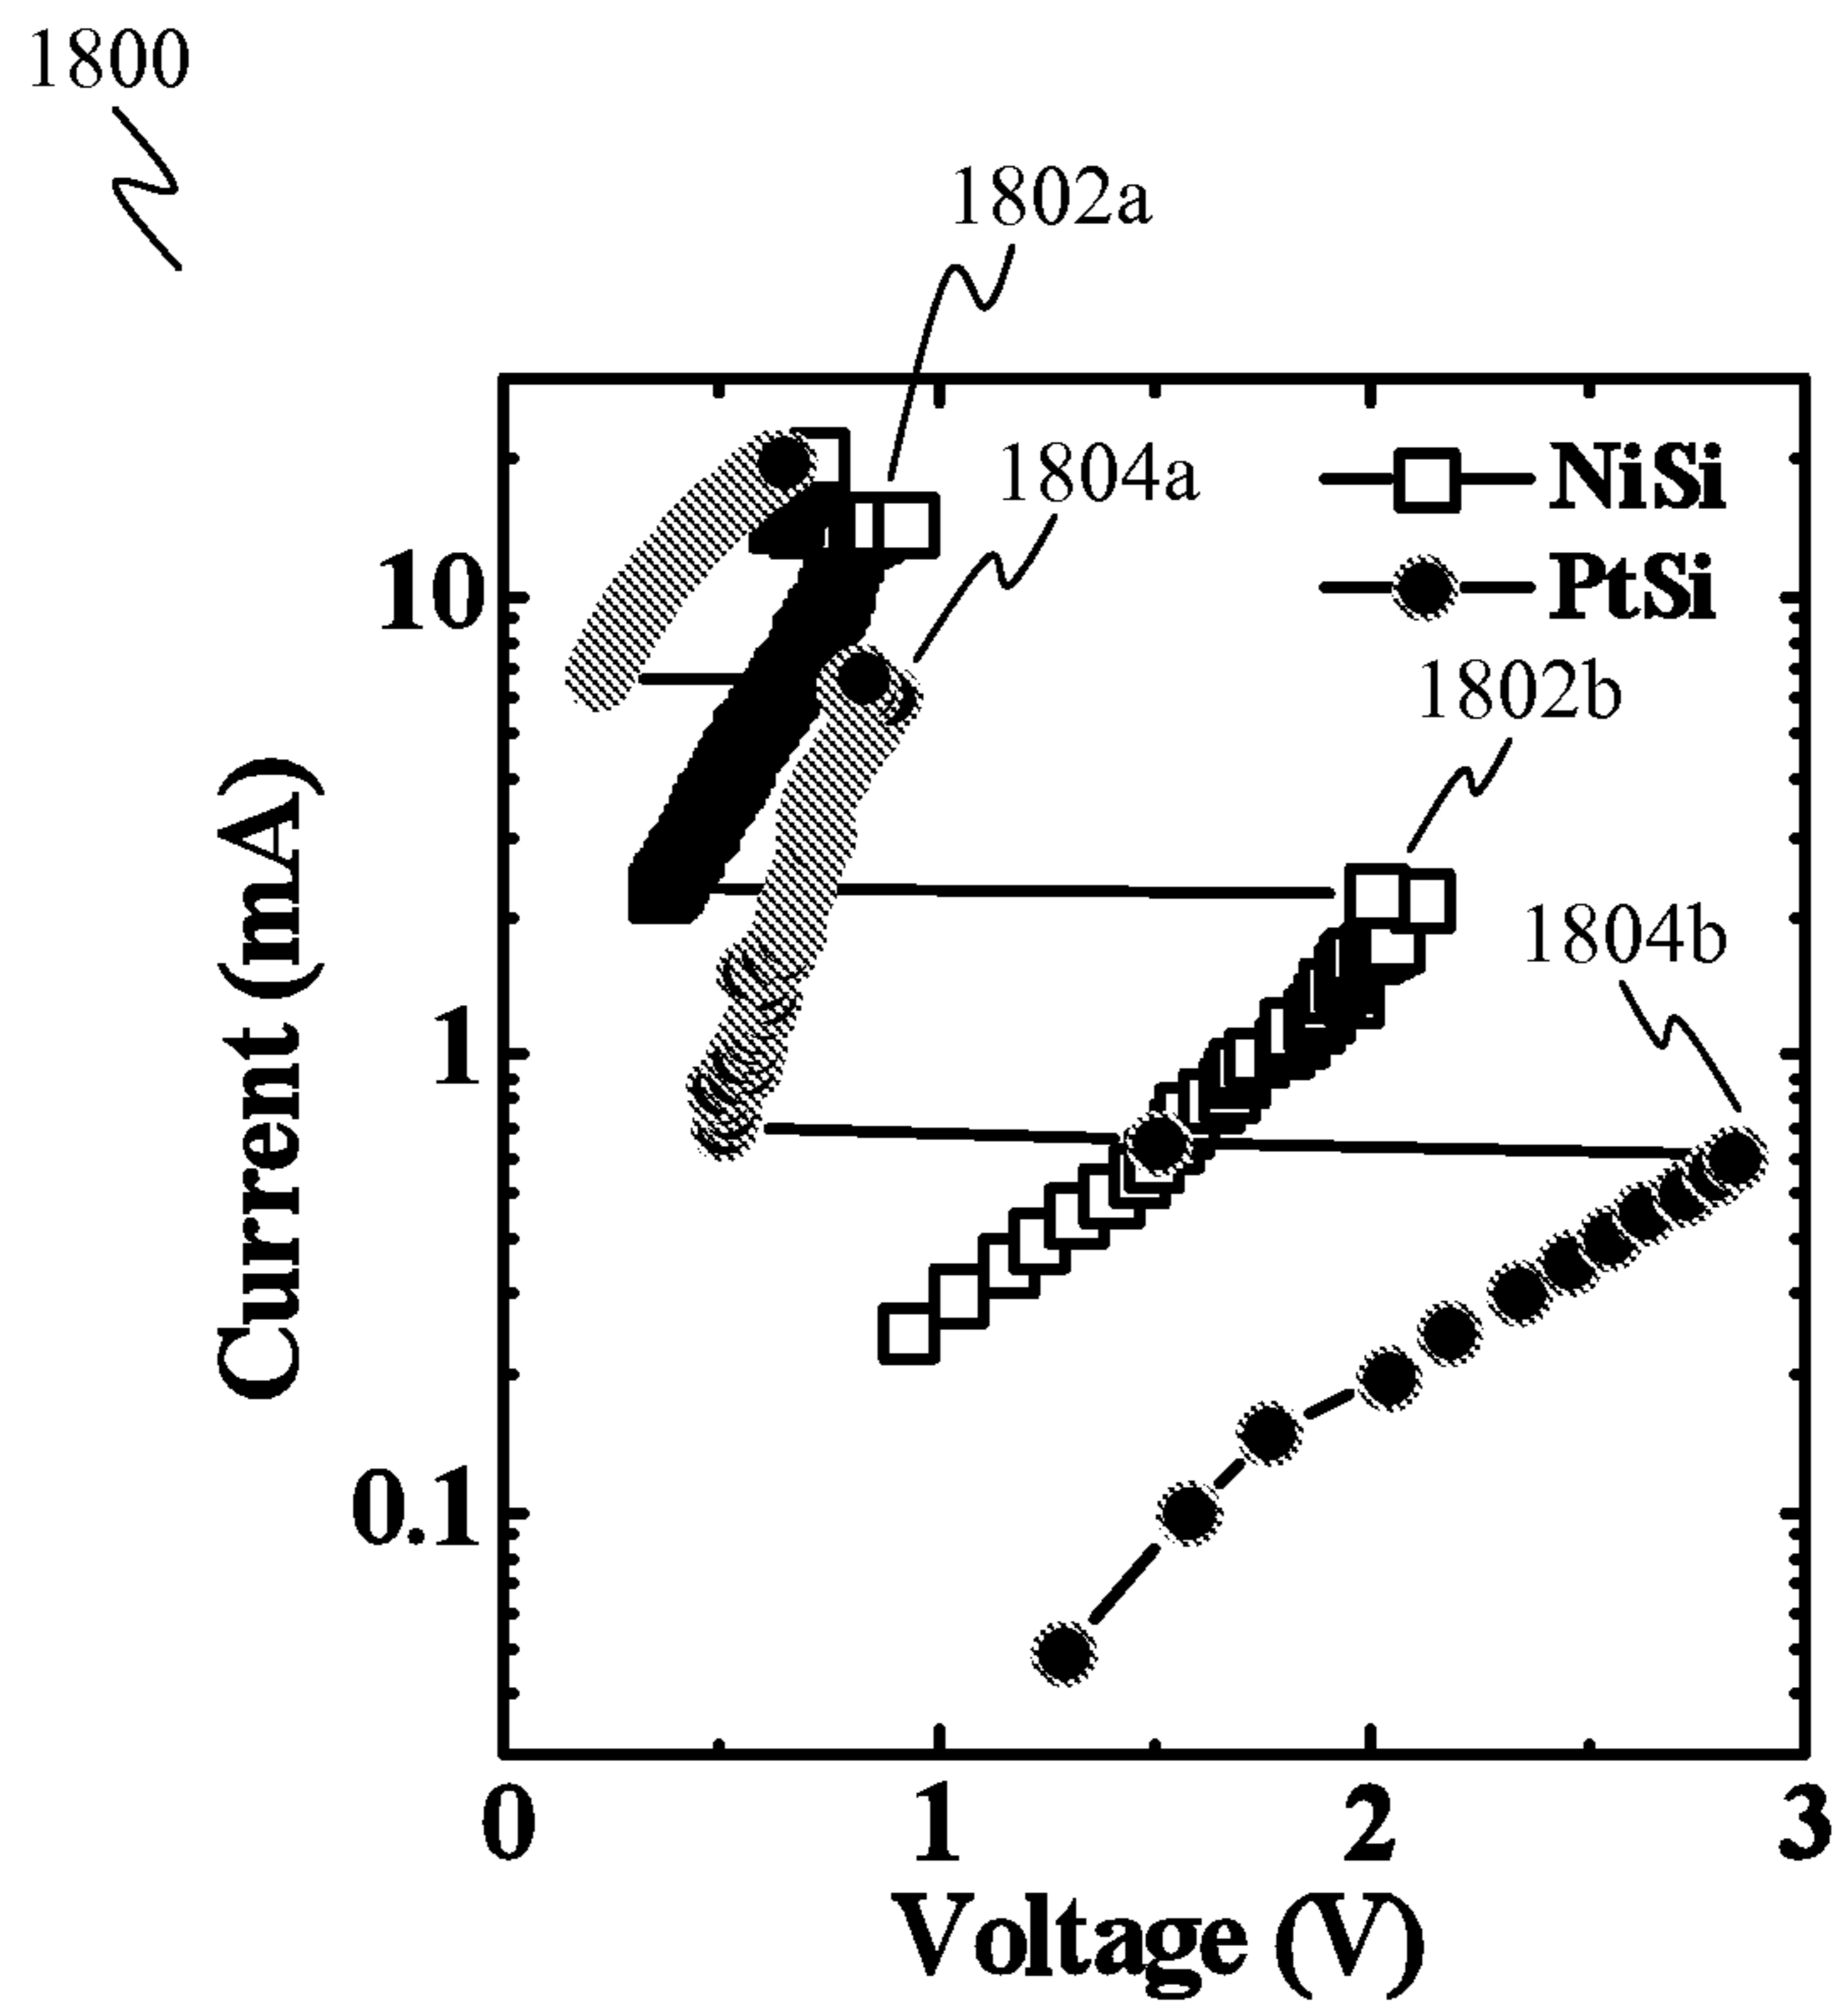 1800
1802a
1804a
NiSi
PtSi
1802b
1804b
10
1
0.1
Current (mA)
0
1
2
3
Voltage (V)